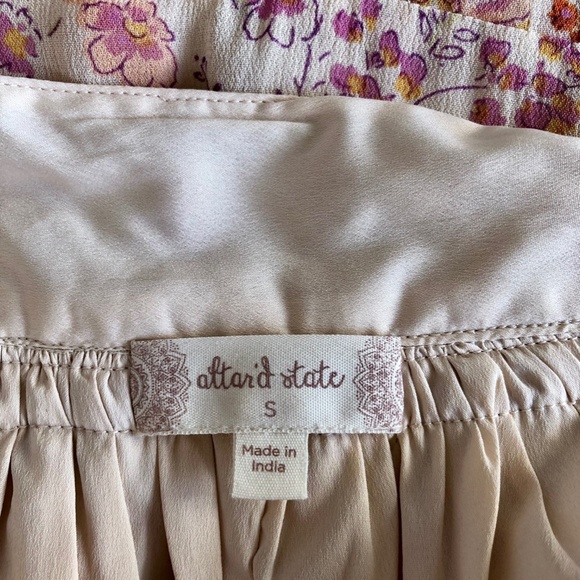 altar'd state
S
Made in
India